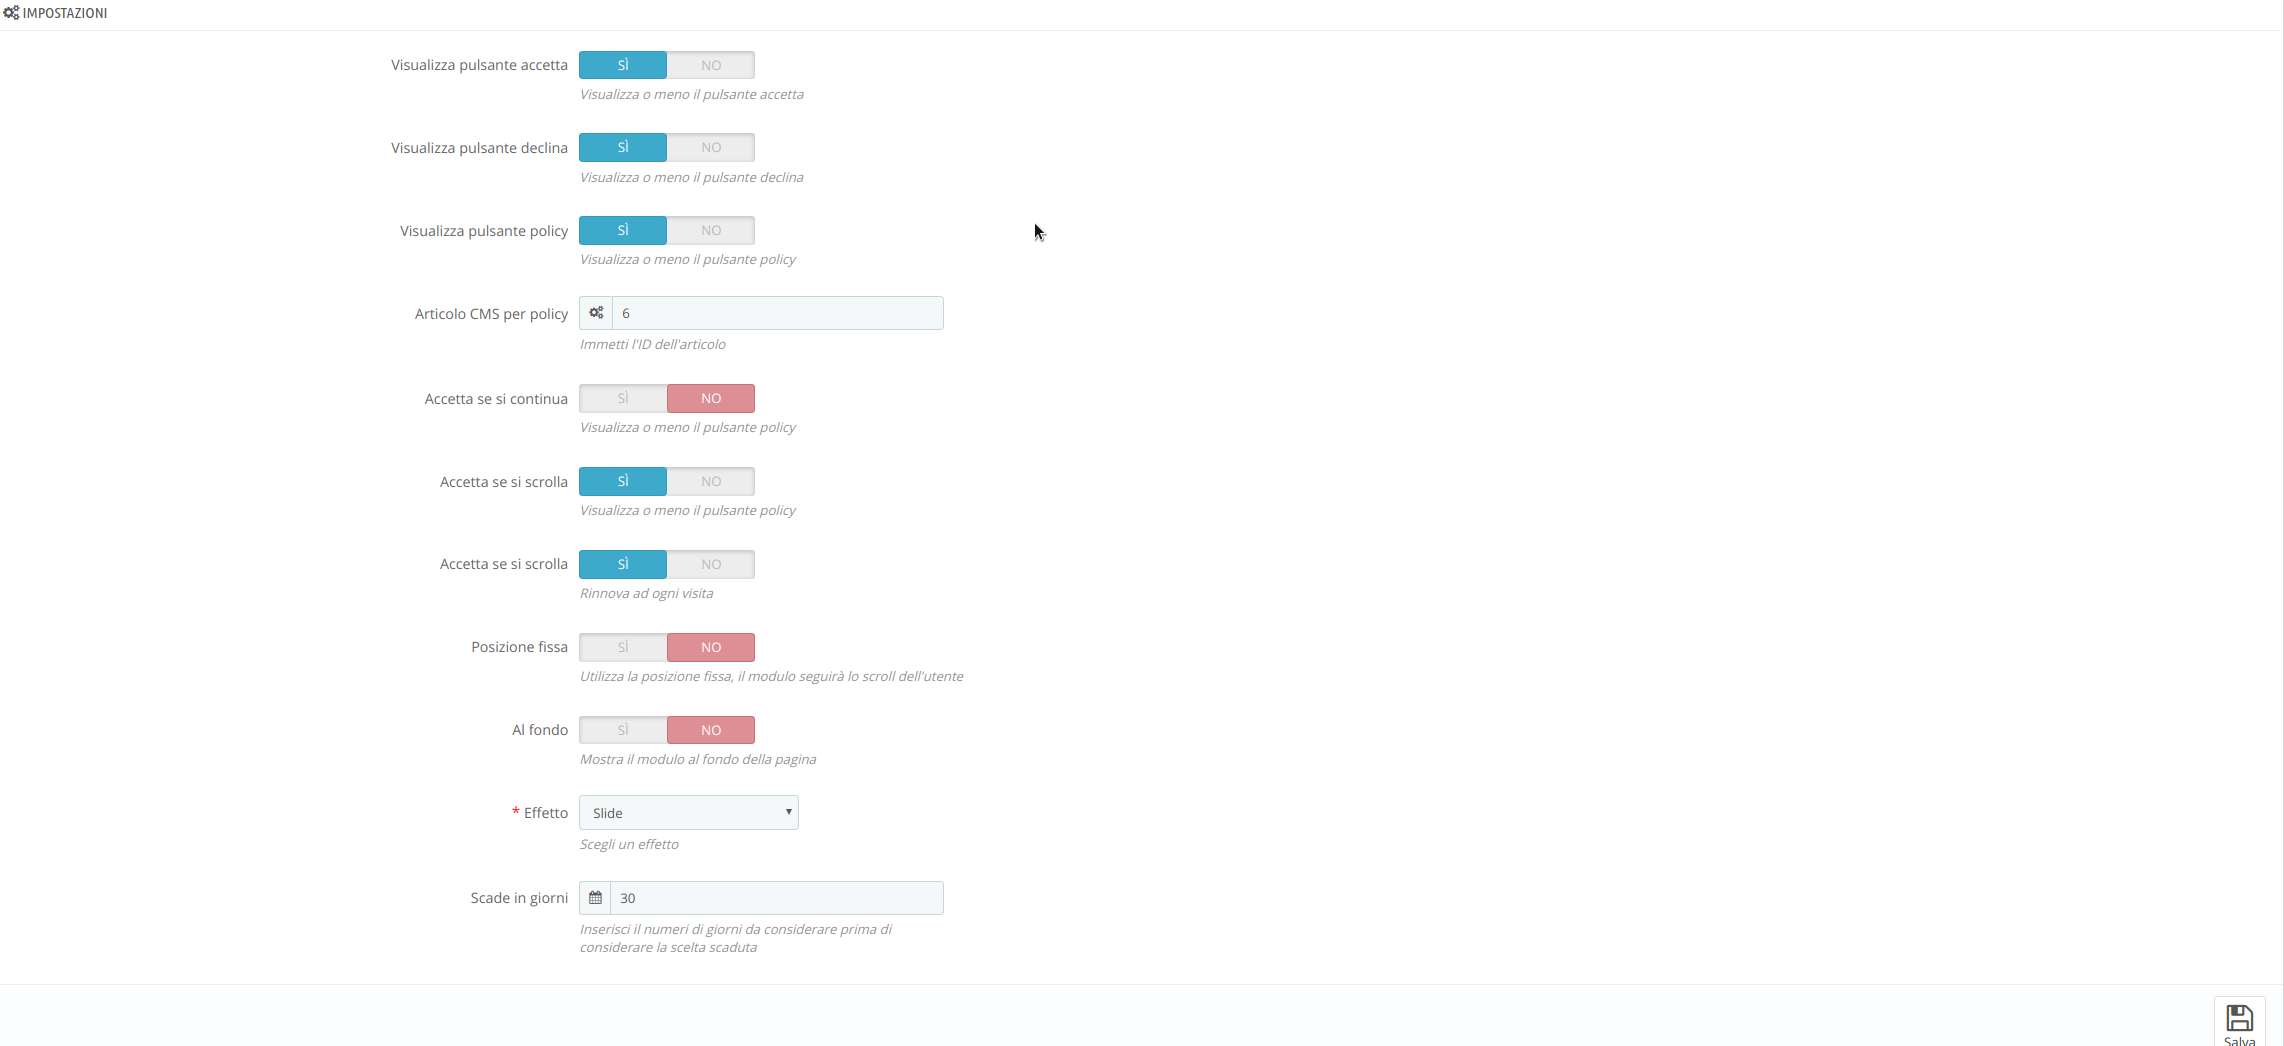 IMPOSTAZIONI
Visualizza pulsante accetta SÌ NO
Visualizza o meno il pulsante accetta
Visualizza pulsante declina SÌ NO
Visualizza o meno il pulsante declina
Visualizza pulsante policy SÌ NO
Visualizza o meno il pulsante policy
Articolo CMS per policy 6
Immetti l'ID dell'articolo
Accetta se si continua SÌ NO
Visualizza o meno il pulsante policy
Accetta se si scrolla SÌ NO
Visualizza o meno il pulsante policy
Accetta se si scrolla SÌ NO
Rinnova ad ogni visita
Posizione fissa SÌ NO
Utilizza la posizione fissa, il modulo seguirà lo scroll dell'utente
Al fondo SÌ NO
Mostra il modulo al fondo della pagina
* Effetto Slide
Scegli un effetto
Scade in giorni 30
Inserisci il numeri di giorni da considerare prima di
considerare la scelta scaduta
Salva